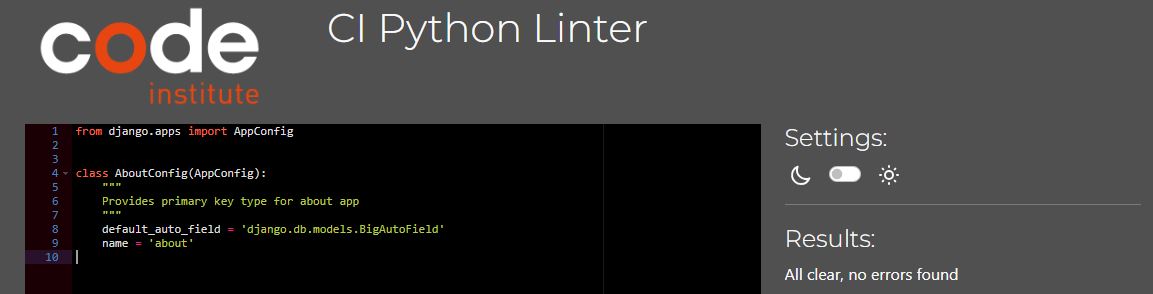 code
institute
CI Python Linter
1 from django.apps import AppConfig
2
3
4 class AboutConfig(AppConfig):
5     """
6     Provides primary key type for about app
7     """
8     default_auto_field = 'django.db.models.BigAutoField'
9     name = 'about'
10
Settings:
Results:
All clear, no errors found